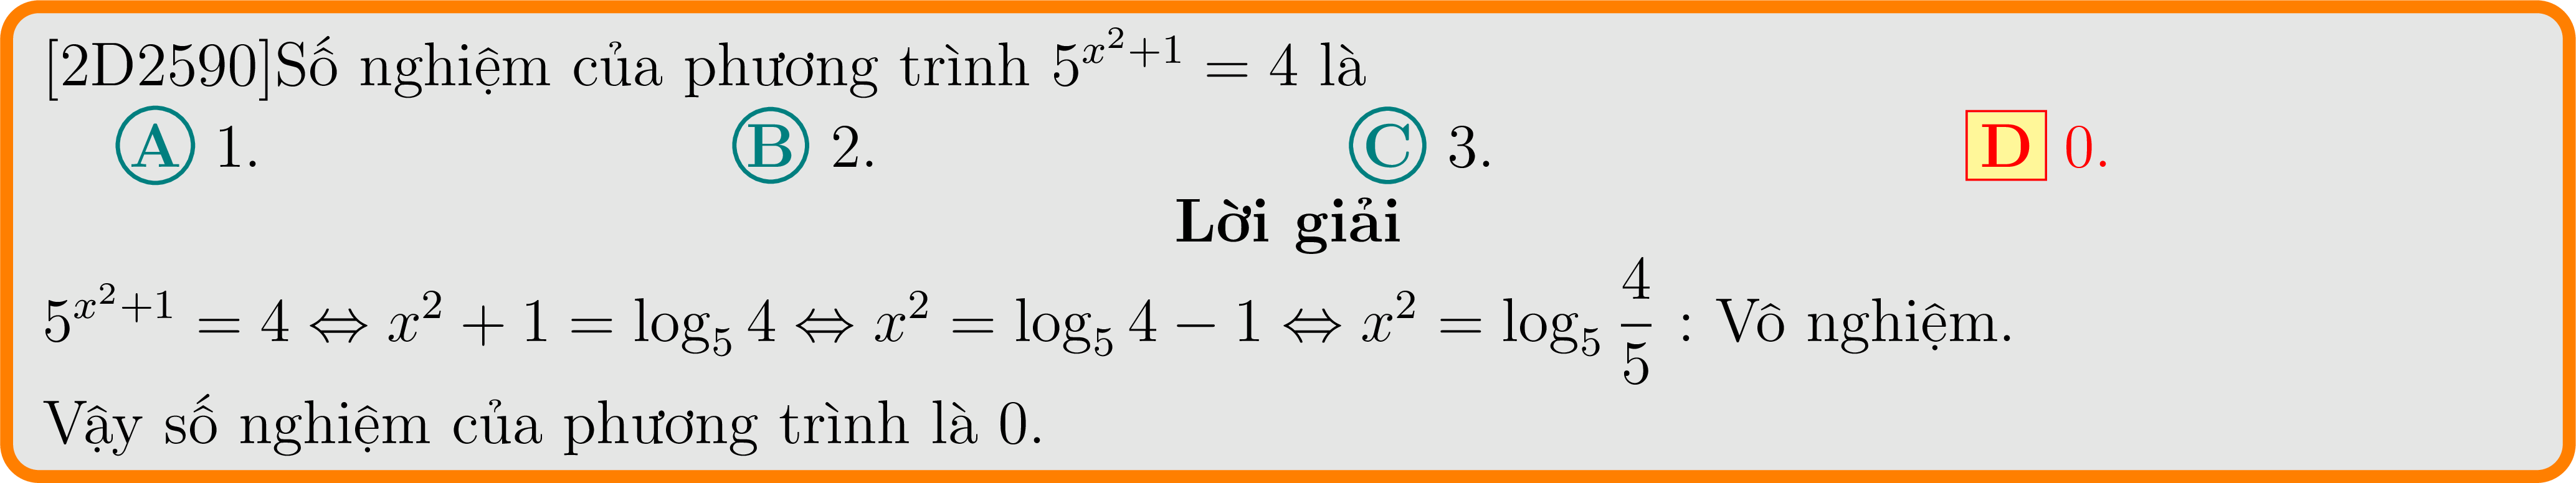 [2D2590]Số nghiệm của phương trình $5^{x^2+1} = 4$ là
A 1. B 2. C 3. D 0.
Lời giải
$5^{x^2+1} = 4 \Leftrightarrow x^2 + 1 = \log_5 4 \Leftrightarrow x^2 = \log_5 4 - 1 \Leftrightarrow x^2 = \log_5 \dfrac{4}{5}$ : Vô nghiệm.
Vậy số nghiệm của phương trình là 0.